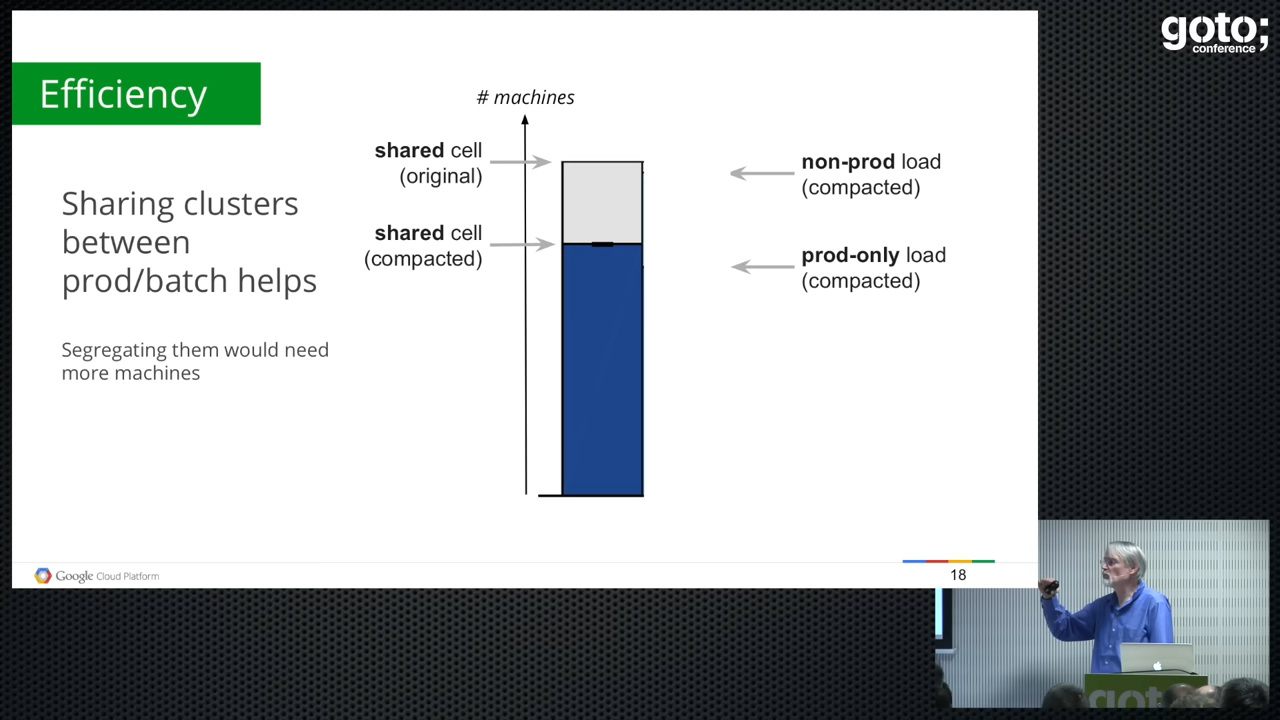 goto;
conference
Efficiency
Sharing clusters
between
prod/batch helps
Segregating them would need
more machines
# machines
shared cell
(original)
shared cell
(compacted)
non-prod load
(compacted)
prod-only load
(compacted)
Google Cloud Platform
18
goto